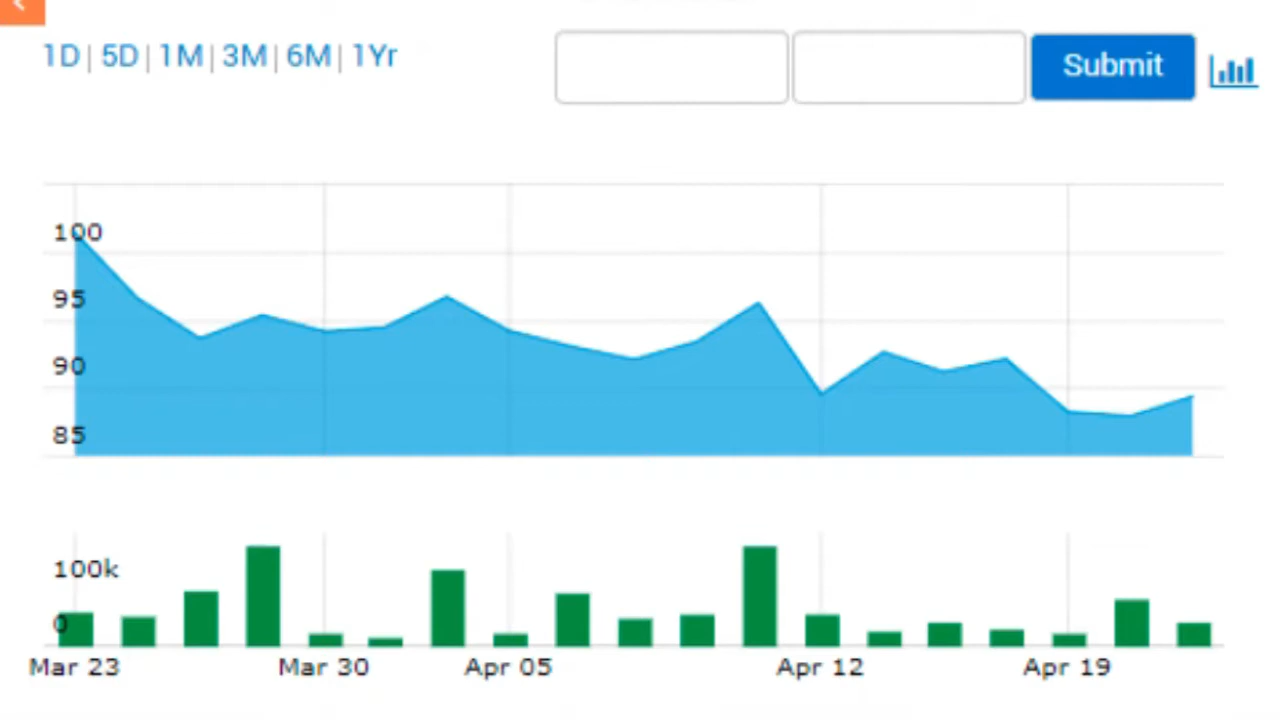 1D | 5D | 1M | 3M | 6M | 1Yr
Submit
100
95
90
85
100k
0
Mar 23 Mar 30 Apr 05 Apr 12 Apr 19